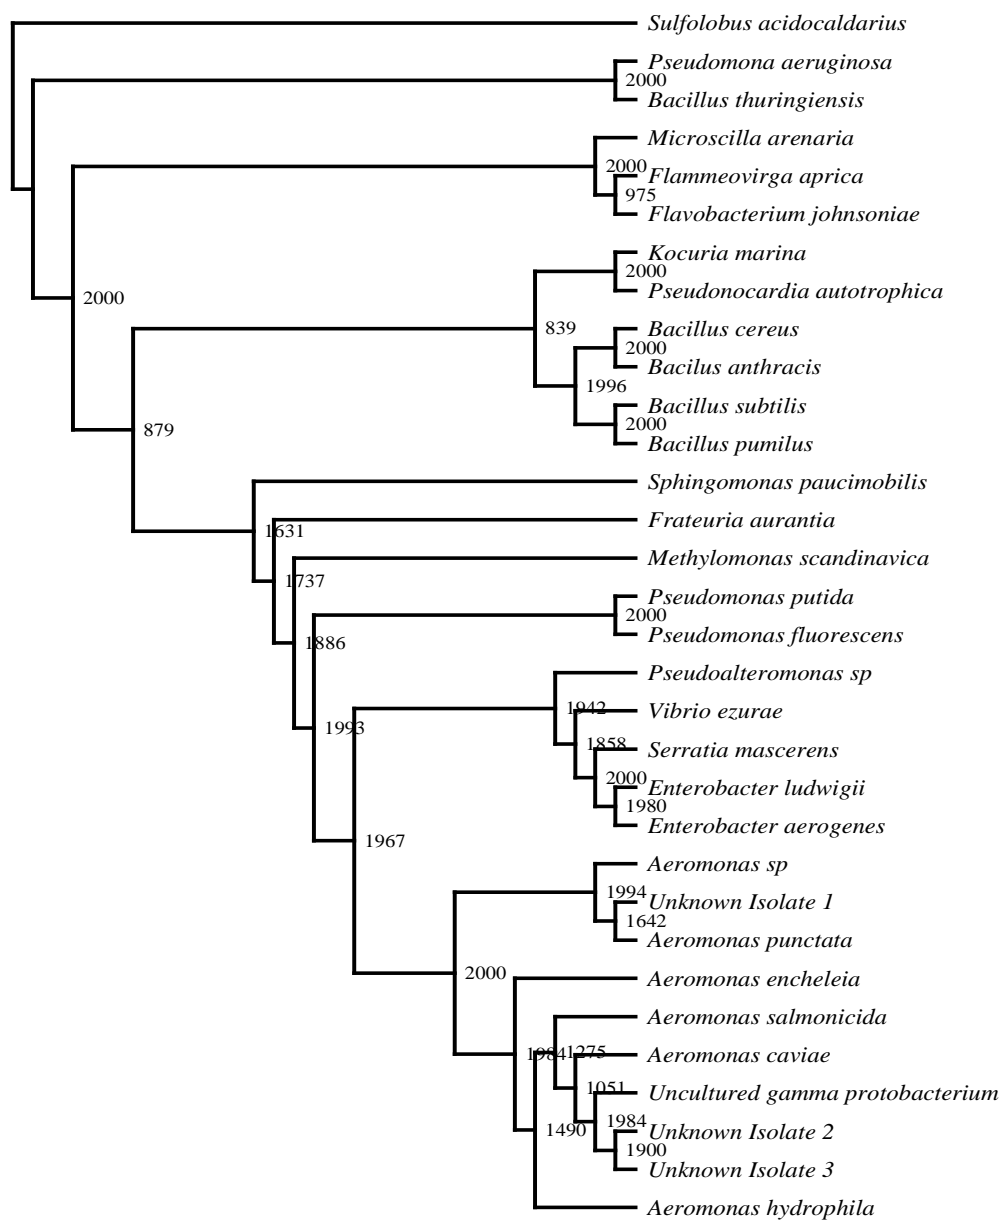 Sulfolobus acidocaldarius
Pseudomona aeruginosa
2000
Bacillus thuringiensis
Microscilla arenaria
2000
Flammeovirga aprica
975
Flavobacterium johnsoniae
Kocuria marina
2000
Pseudonocardia autotrophica
2000
Bacillus cereus
839
2000
Bacilus anthracis
1996
Bacillus subtilis
2000
879
Bacillus pumilus
Sphingomonas paucimobilis
Frateuria aurantia
1631
Methylomonas scandinavica
1737
Pseudomonas putida
2000
Pseudomonas fluorescens
1886
Pseudoalteromonas sp
1942
Vibrio ezurae
1993
1858
Serratia mascerens
2000
Enterobacter ludwigii
1980
Enterobacter aerogenes
1967
Aeromonas sp
1994
Unknown Isolate 1
1642
Aeromonas punctata
2000
Aeromonas encheleia
Aeromonas salmonicida
1984
1275
Aeromonas caviae
1051
Uncultured gamma protobacterium
1984
1490
Unknown Isolate 2
1900
Unknown Isolate 3
Aeromonas hydrophila